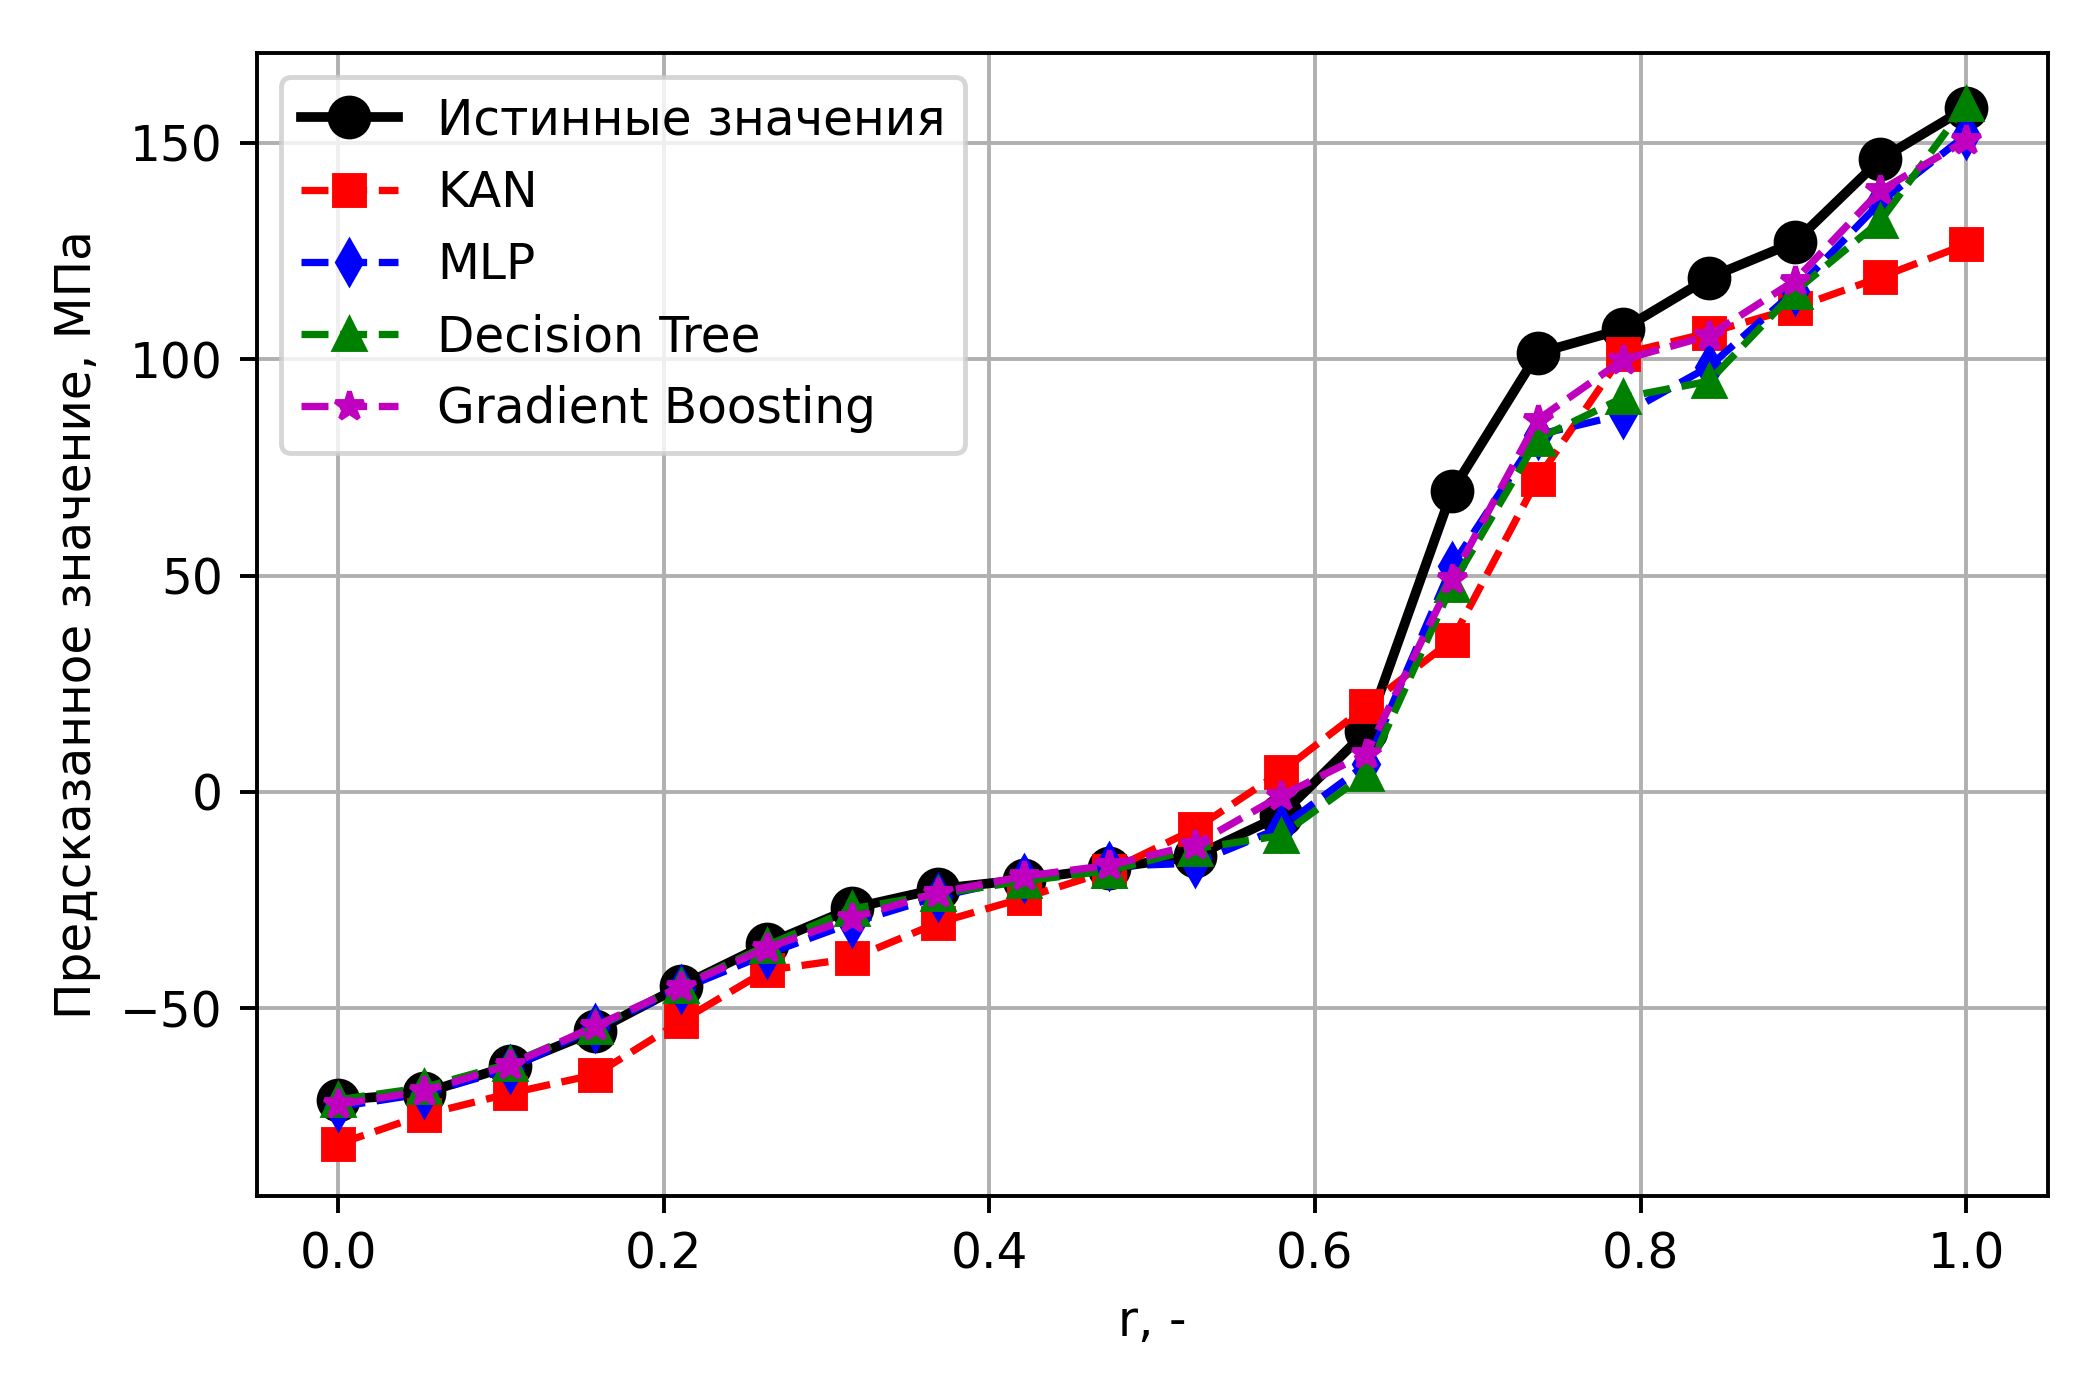 Истинные значения
KAN
MLP
Decision Tree
Gradient Boosting
Предсказанное значение, МПа
150
100
50
0
−50
0.0 0.2 0.4 0.6 0.8 1.0
r, -